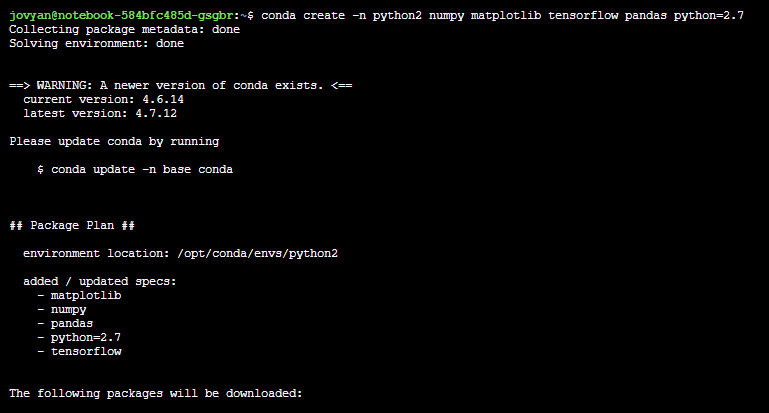 jovyan@notebook-584bfc485d-gsgbr:~$ conda create -n python2 numpy matplotlib tensorflow pandas python=2.7
Collecting package metadata: done
Solving environment: done
==> WARNING: A newer version of conda exists. <==
current version: 4.6.14
latest version: 4.7.12
Please update conda by running
$ conda update -n base conda
## Package Plan ##
environment location: /opt/conda/envs/python2
added / updated specs:
- matplotlib
- numpy
- pandas
- python=2.7
- tensorflow
The following packages will be downloaded: